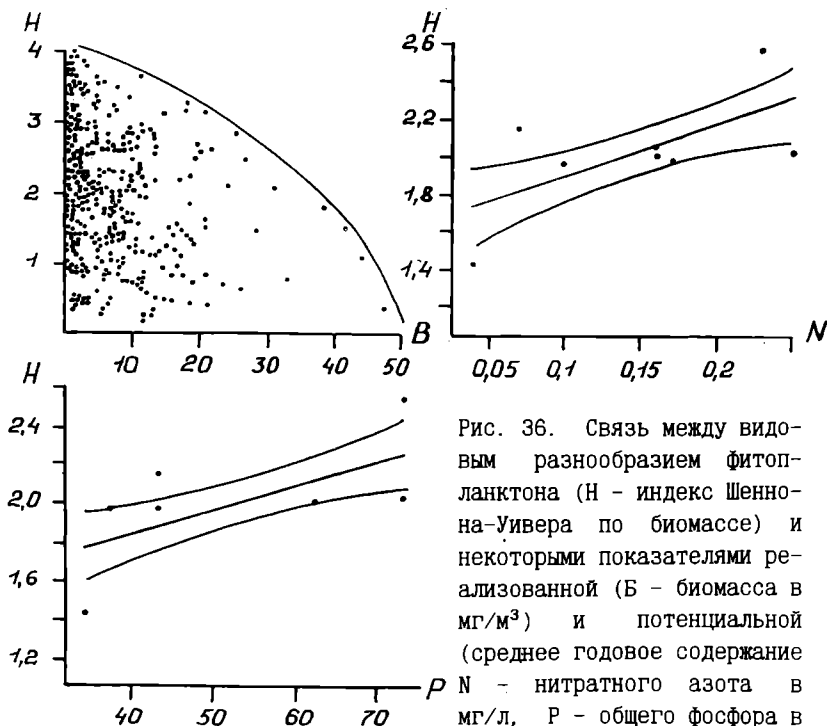 H
4
3
2
1
10
20
30
40
50
B
H
2,6
2,2
1,8
1,4
0,05
0,1
0,15
0,2
N
H
2,4
2,0
1,6
1,2
40
50
60
70
P
Рис. 36. Связь между видо-
вым разнообразием фитоп-
ланктона (Н - индекс Шенно-
на-Уивера по биомассе) и
некоторыми показателями ре-
ализованной (Б - биомасса в
мг/м³) и потенциальной
(среднее годовое содержание
N - нитратного азота в
мг/л, Р - общего фосфора в